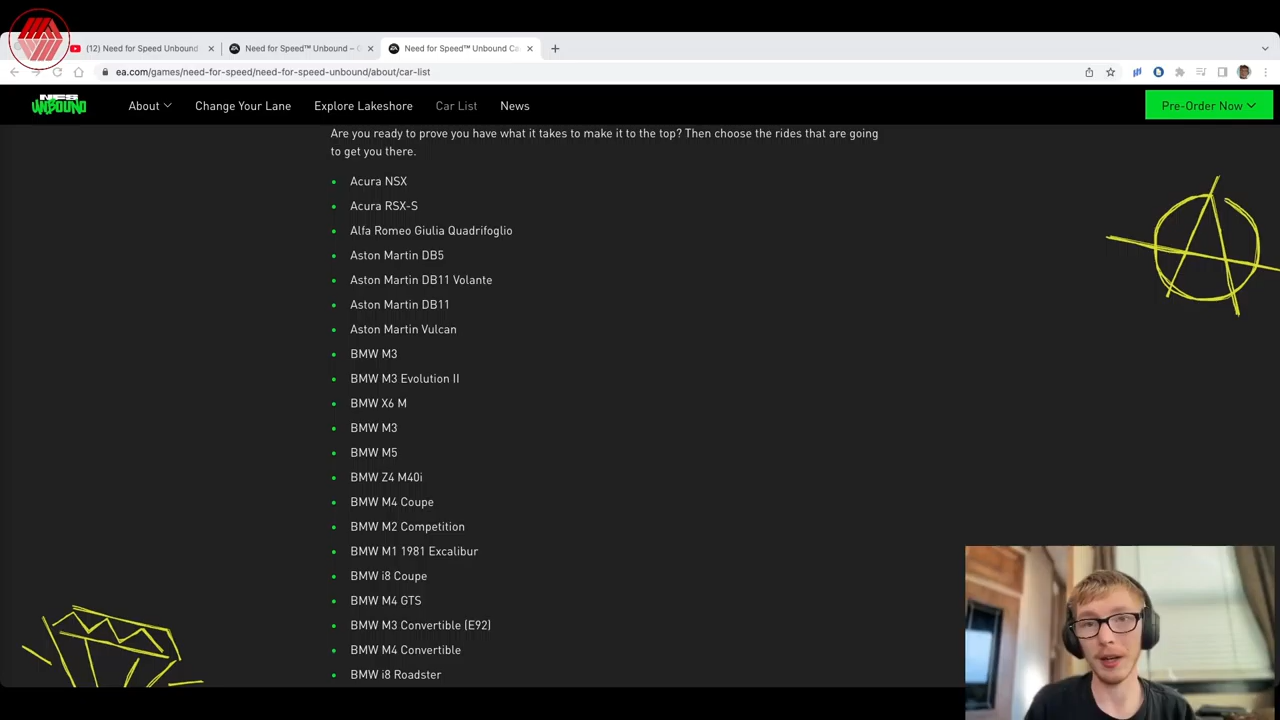 (12) Need for Speed Unbound
Need for Speed™ Unbound –
Need for Speed™ Unbound Ca
ea.com/games/need-for-speed/need-for-speed-unbound/about/car-list
NFS
UNBOUND
About
Change Your Lane
Explore Lakeshore
Car List
News
Pre-Order Now
Are you ready to prove you have what it takes to make it to the top? Then choose the rides that are going
to get you there.
Acura NSX
Acura RSX-S
Alfa Romeo Giulia Quadrifoglio
Aston Martin DB5
Aston Martin DB11 Volante
Aston Martin DB11
Aston Martin Vulcan
BMW M3
BMW M3 Evolution II
BMW X6 M
BMW M3
BMW M5
BMW Z4 M40i
BMW M4 Coupe
BMW M2 Competition
BMW M1 1981 Excalibur
BMW i8 Coupe
BMW M4 GTS
BMW M3 Convertible (E92)
BMW M4 Convertible
BMW i8 Roadster